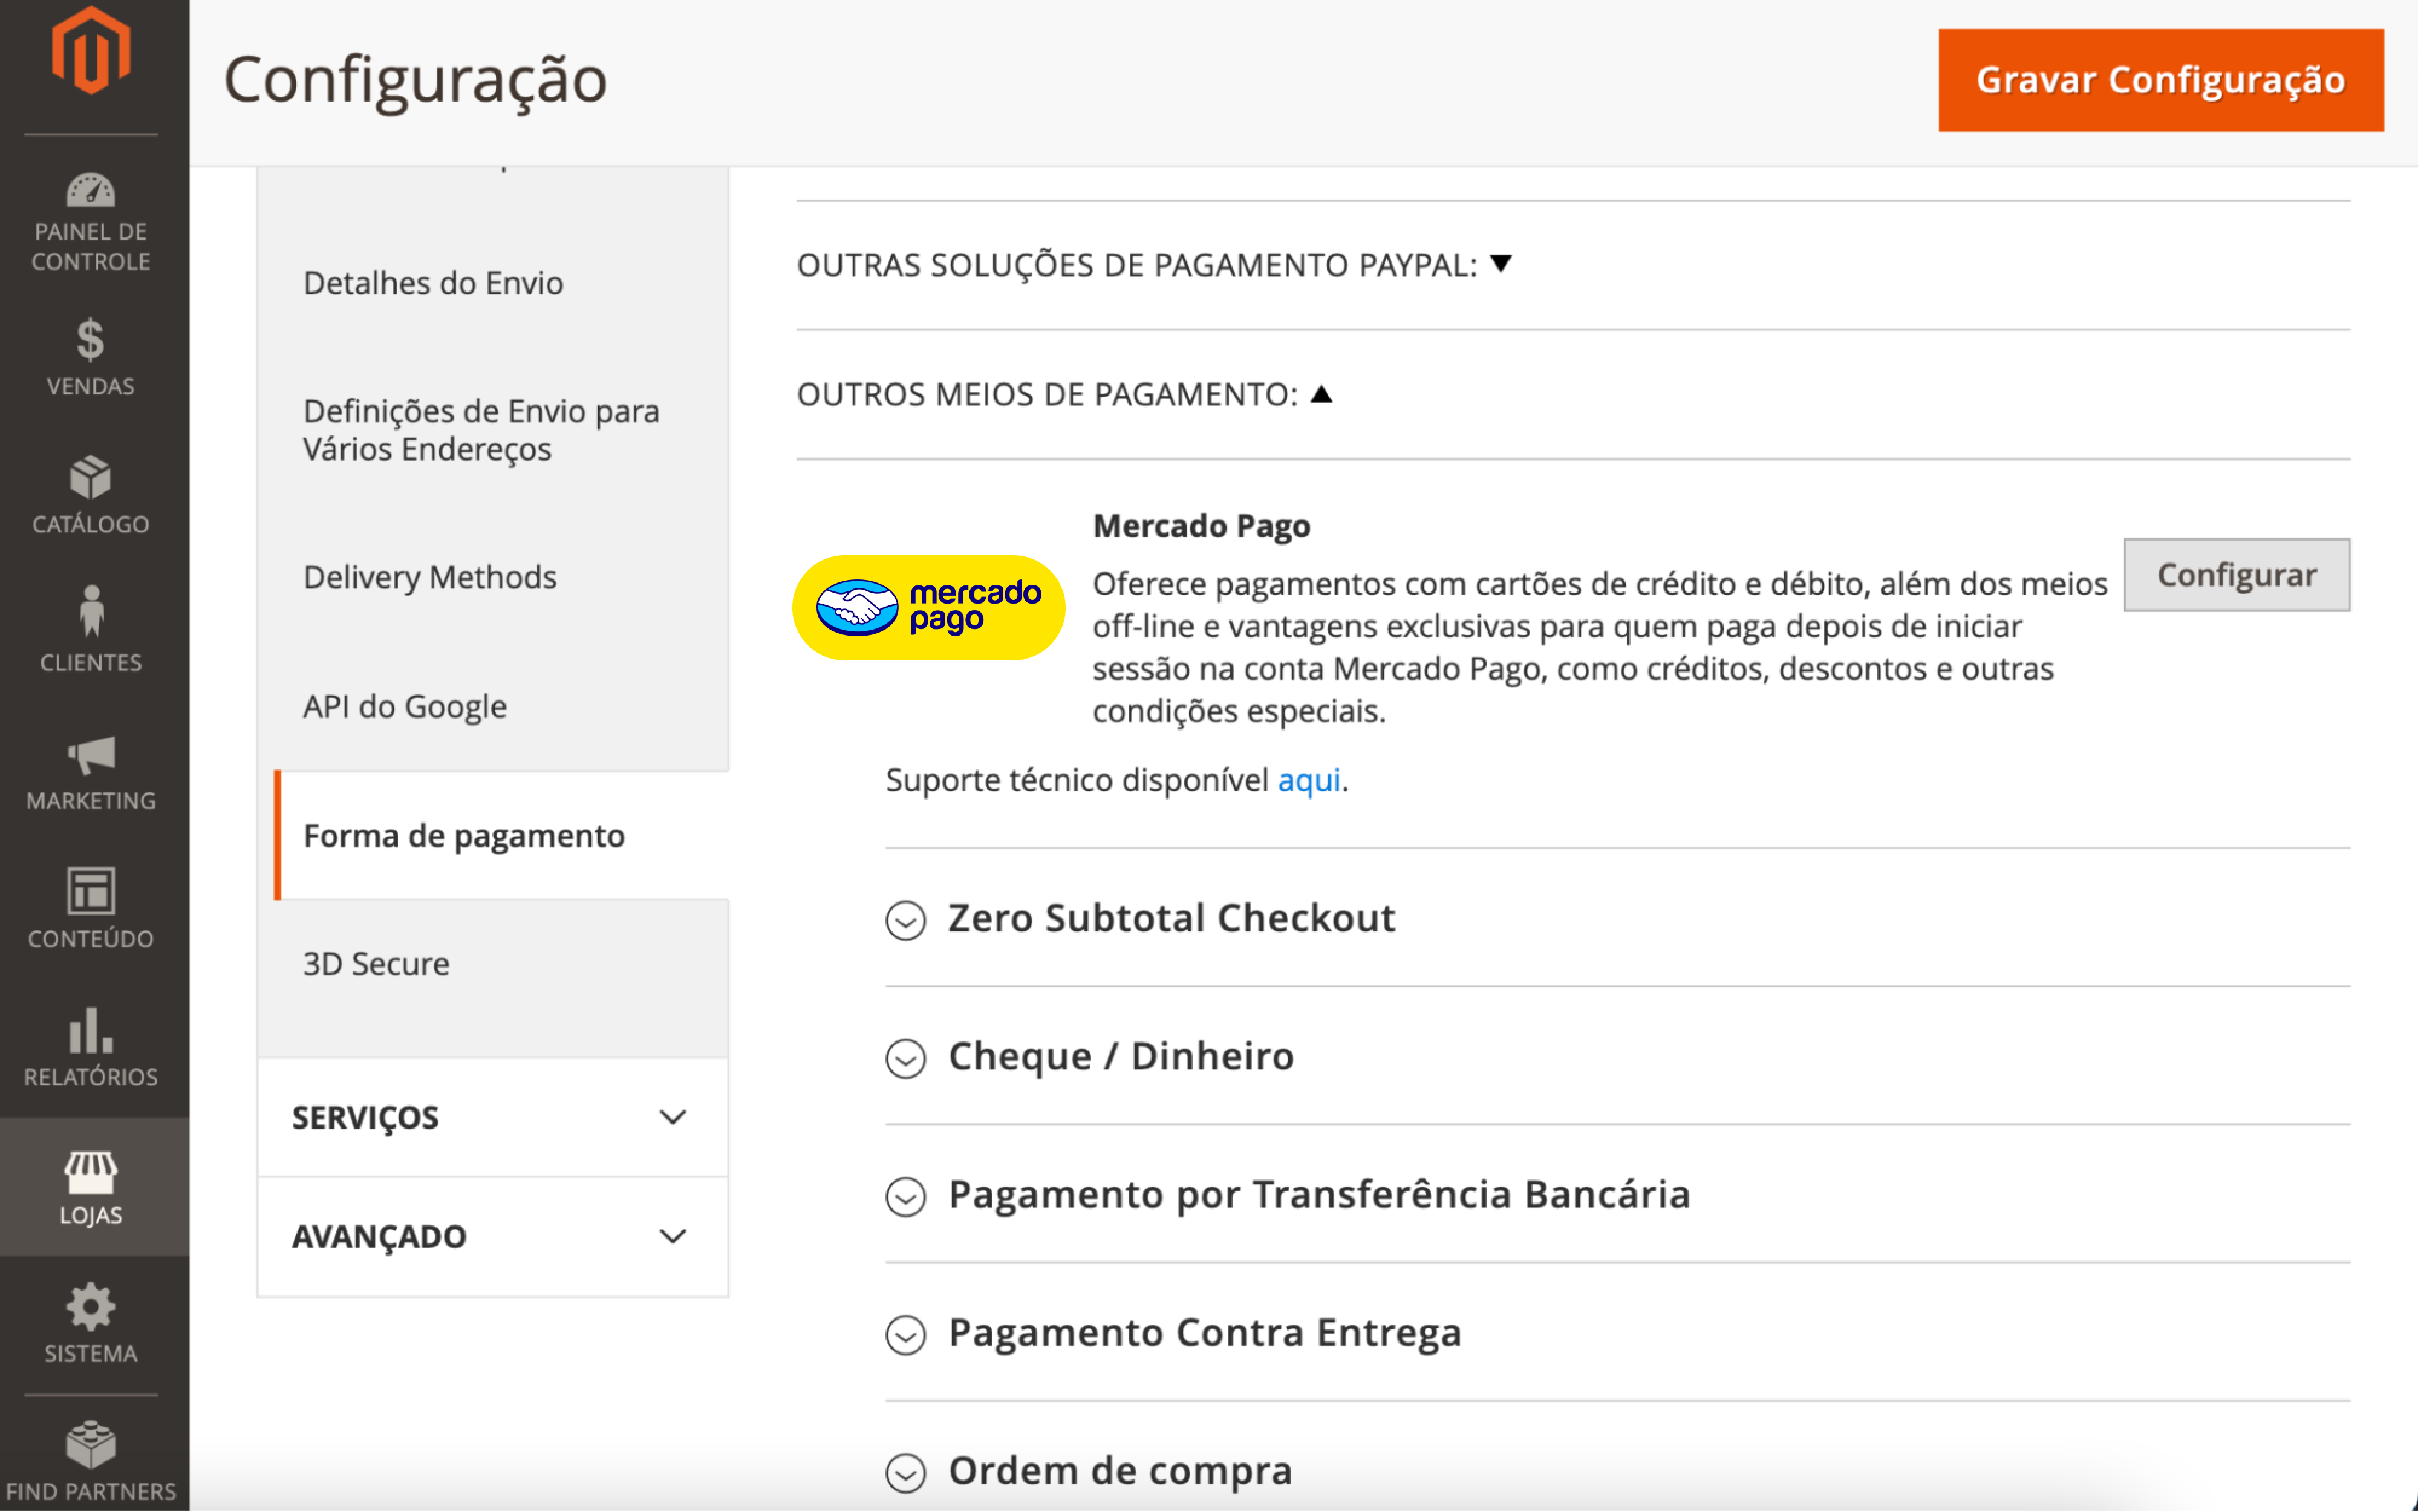 Configuração
Gravar Configuração
PAINEL DE
CONTROLE
VENDAS
CATÁLOGO
CLIENTES
MARKETING
CONTEÚDO
RELATÓRIOS
LOJAS
SISTEMA
FIND PARTNERS
Detalhes do Envio
Definições de Envio para
Vários Endereços
Delivery Methods
API do Google
Forma de pagamento
3D Secure
SERVIÇOS
AVANÇADO
OUTRAS SOLUÇÕES DE PAGAMENTO PAYPAL:
OUTROS MEIOS DE PAGAMENTO:
mercado
pago
Mercado Pago
Oferece pagamentos com cartões de crédito e débito, além dos meios
off-line e vantagens exclusivas para quem paga depois de iniciar
sessão na conta Mercado Pago, como créditos, descontos e outras
condições especiais.
Configurar
Suporte técnico disponível aqui.
Zero Subtotal Checkout
Cheque / Dinheiro
Pagamento por Transferência Bancária
Pagamento Contra Entrega
Ordem de compra